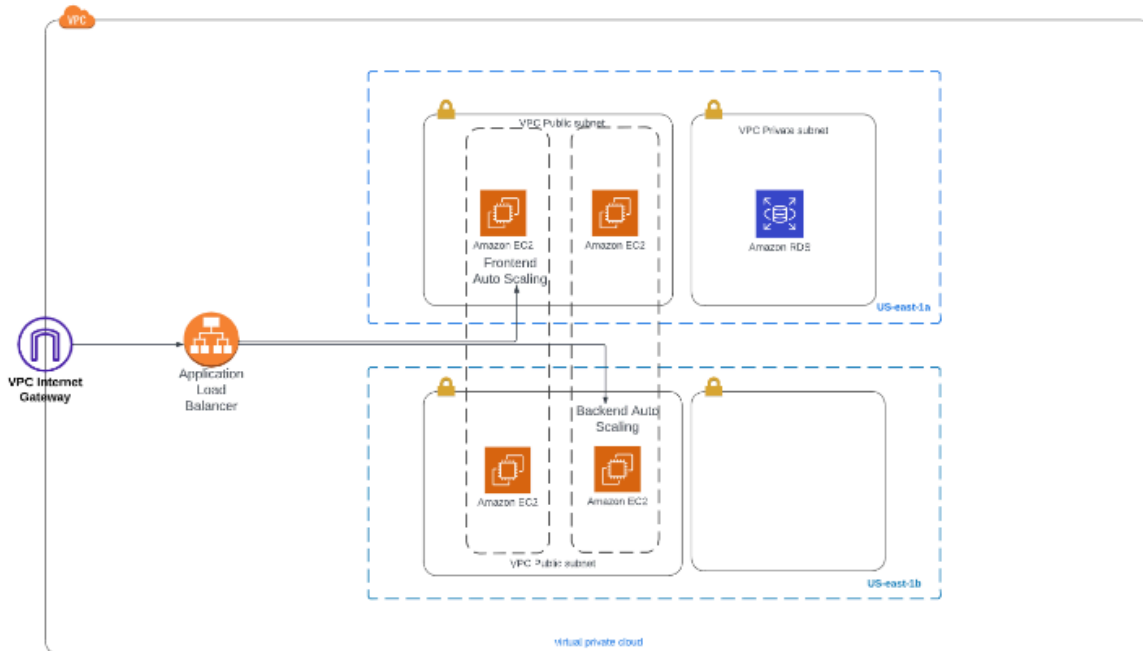 VPC
VPC Public subnet
VPC Private subnet
Amazon EC2
Amazon EC2
Amazon RDS
Frontend
Auto Scaling
US-east-1a
VPC Internet
Gateway
Application
Load
Balancer
Backend Auto
Scaling
Amazon EC2
Amazon EC2
VPC Public subnet
US-east-1b
virtual private cloud